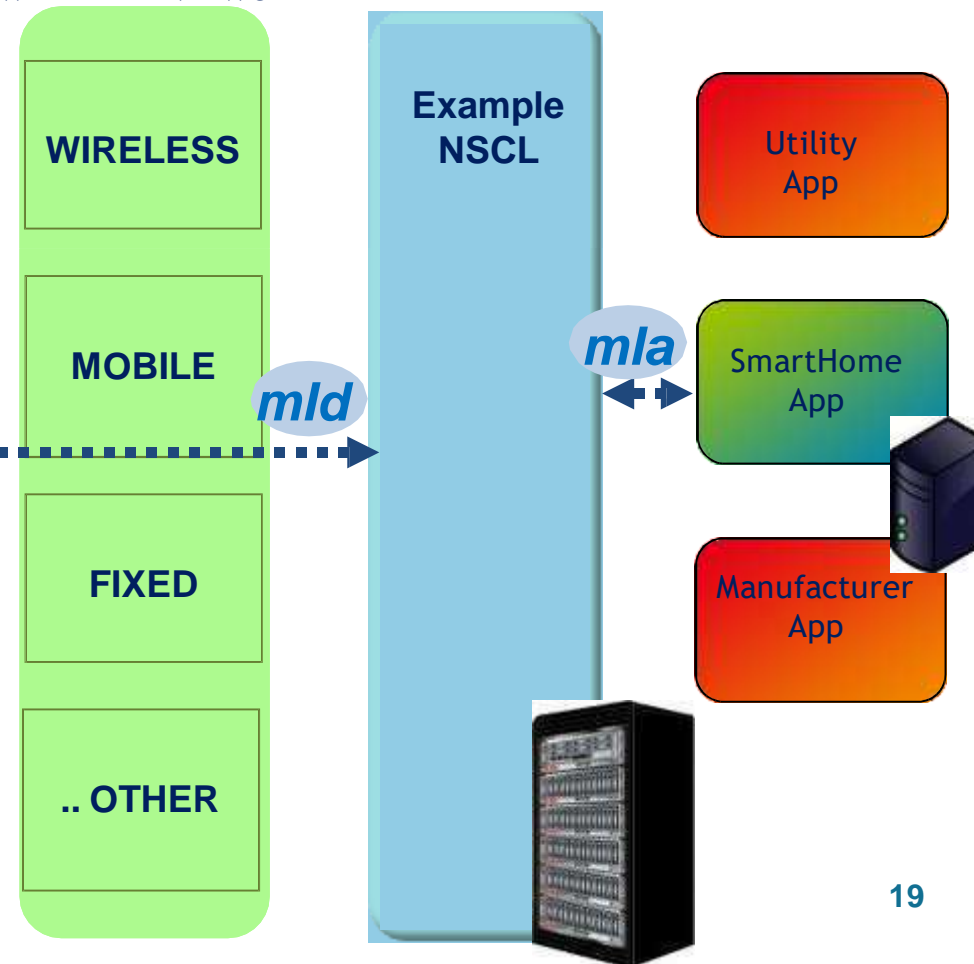 WIRELESS
MOBILE
mld
FIXED
.. OTHER
Example
NSCL
mla
Utility
App
SmartHome
App
Manufacturer
App
19